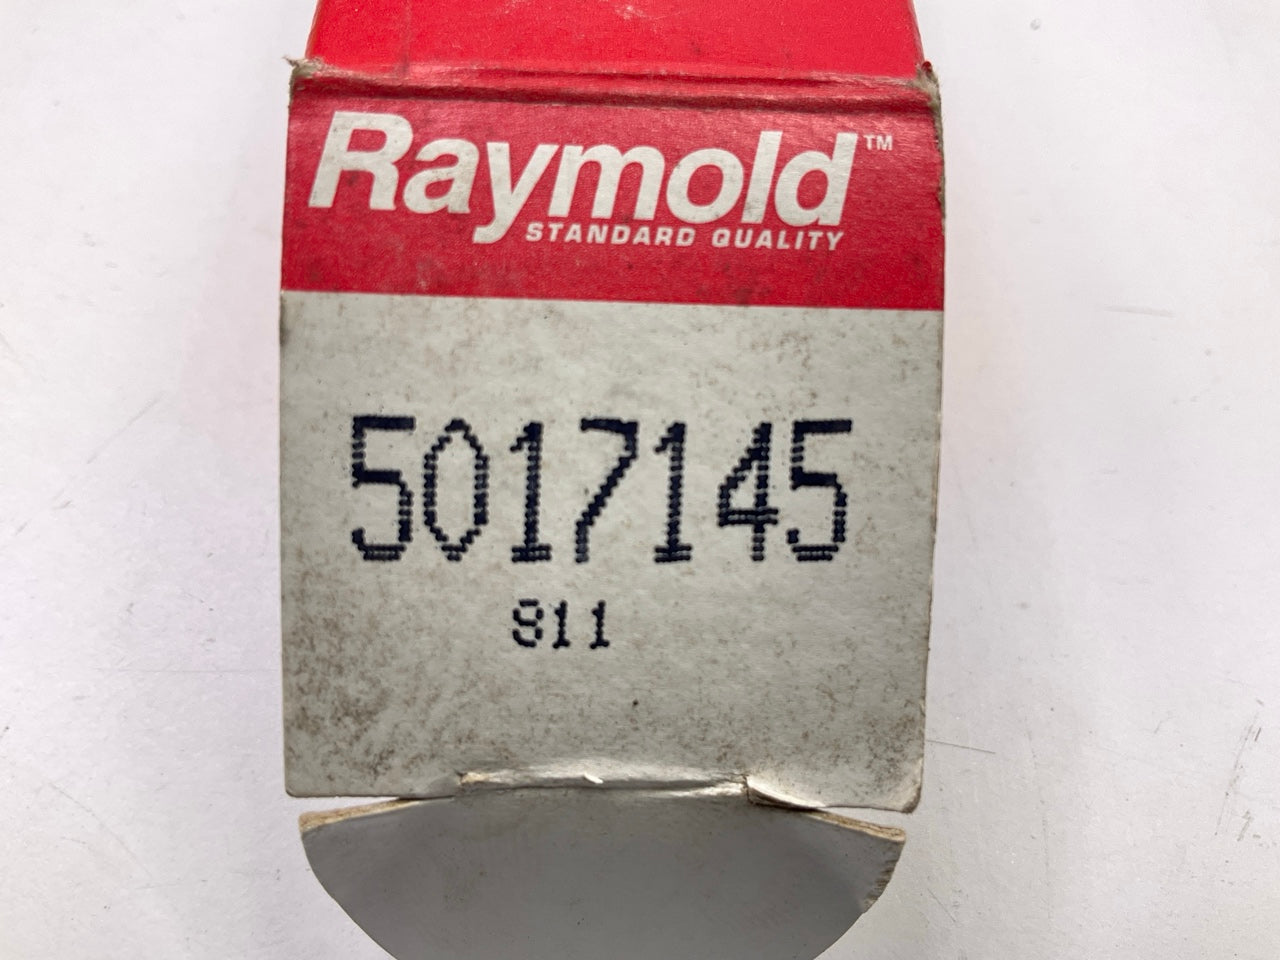 Raymold™
STANDARD QUALITY
5017145
811